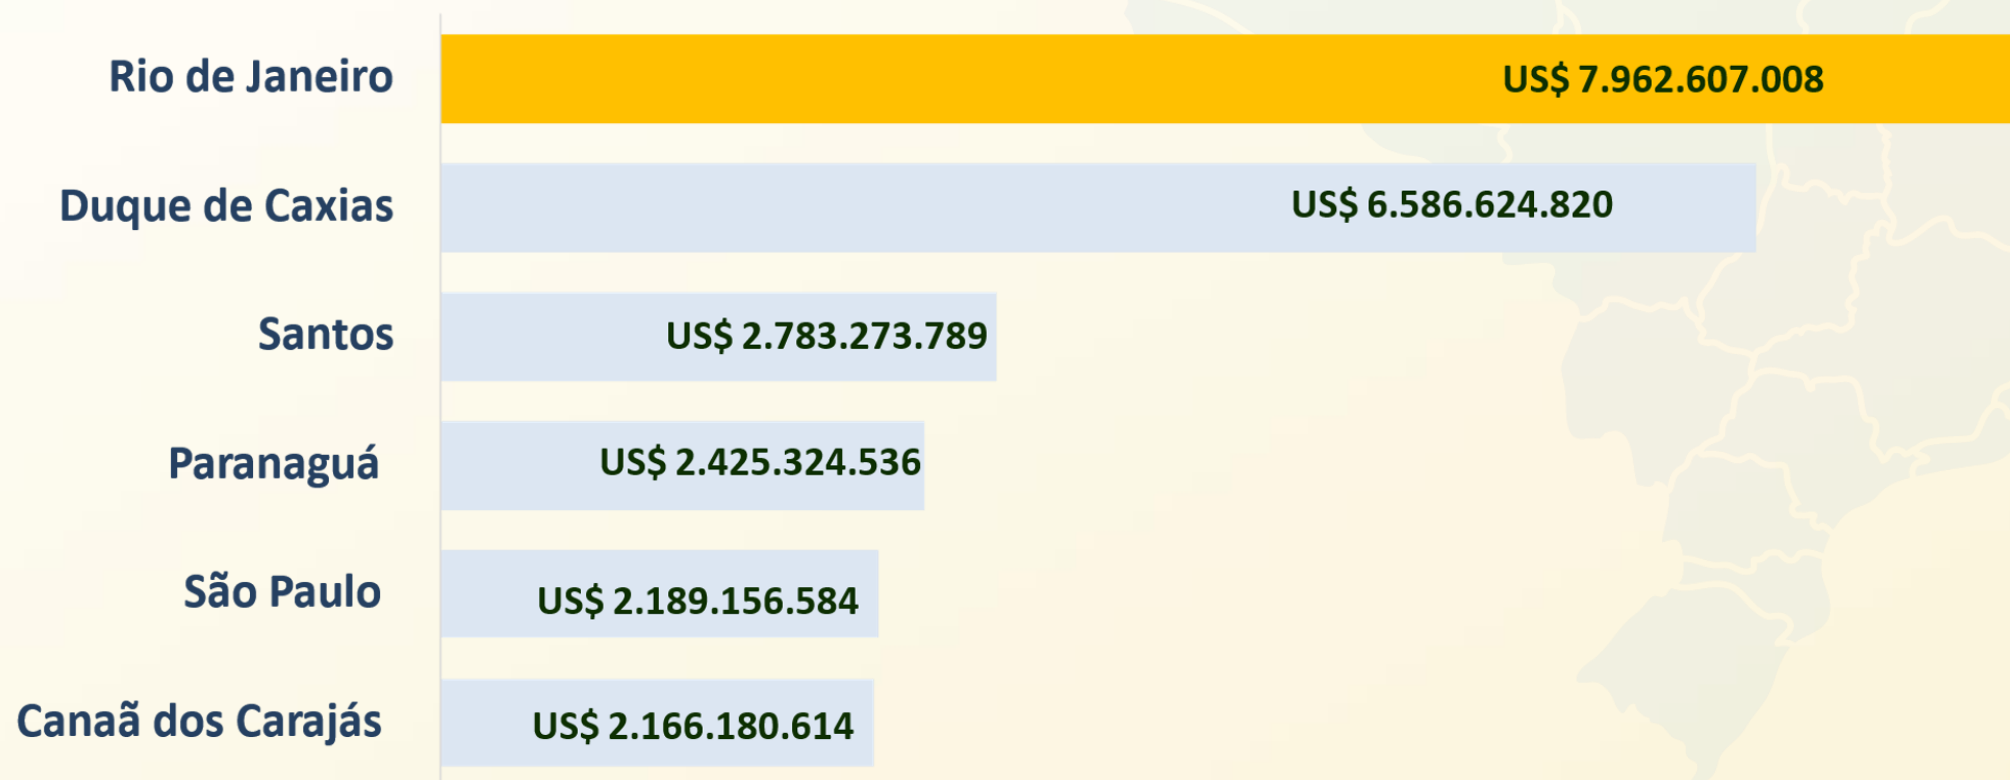 Rio de Janeiro US$ 7.962.607.008
Duque de Caxias US$ 6.586.624.820
Santos US$ 2.783.273.789
Paranaguá US$ 2.425.324.536
São Paulo US$ 2.189.156.584
Canaã dos Carajás US$ 2.166.180.614